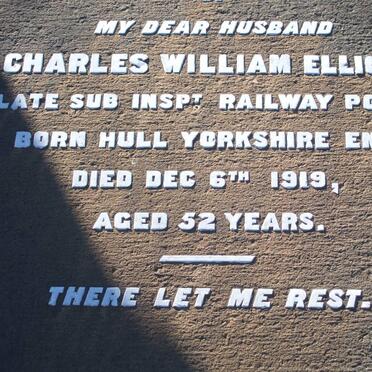 MY DEAR HUSBAND
CHARLES WILLIAM ELLI
LATE SUB INSPT RAILWAY PO
BORN HULL YORKSHIRE EN
DIED DEC 6TH 1919,
AGED 52 YEARS.
THERE LET ME REST.